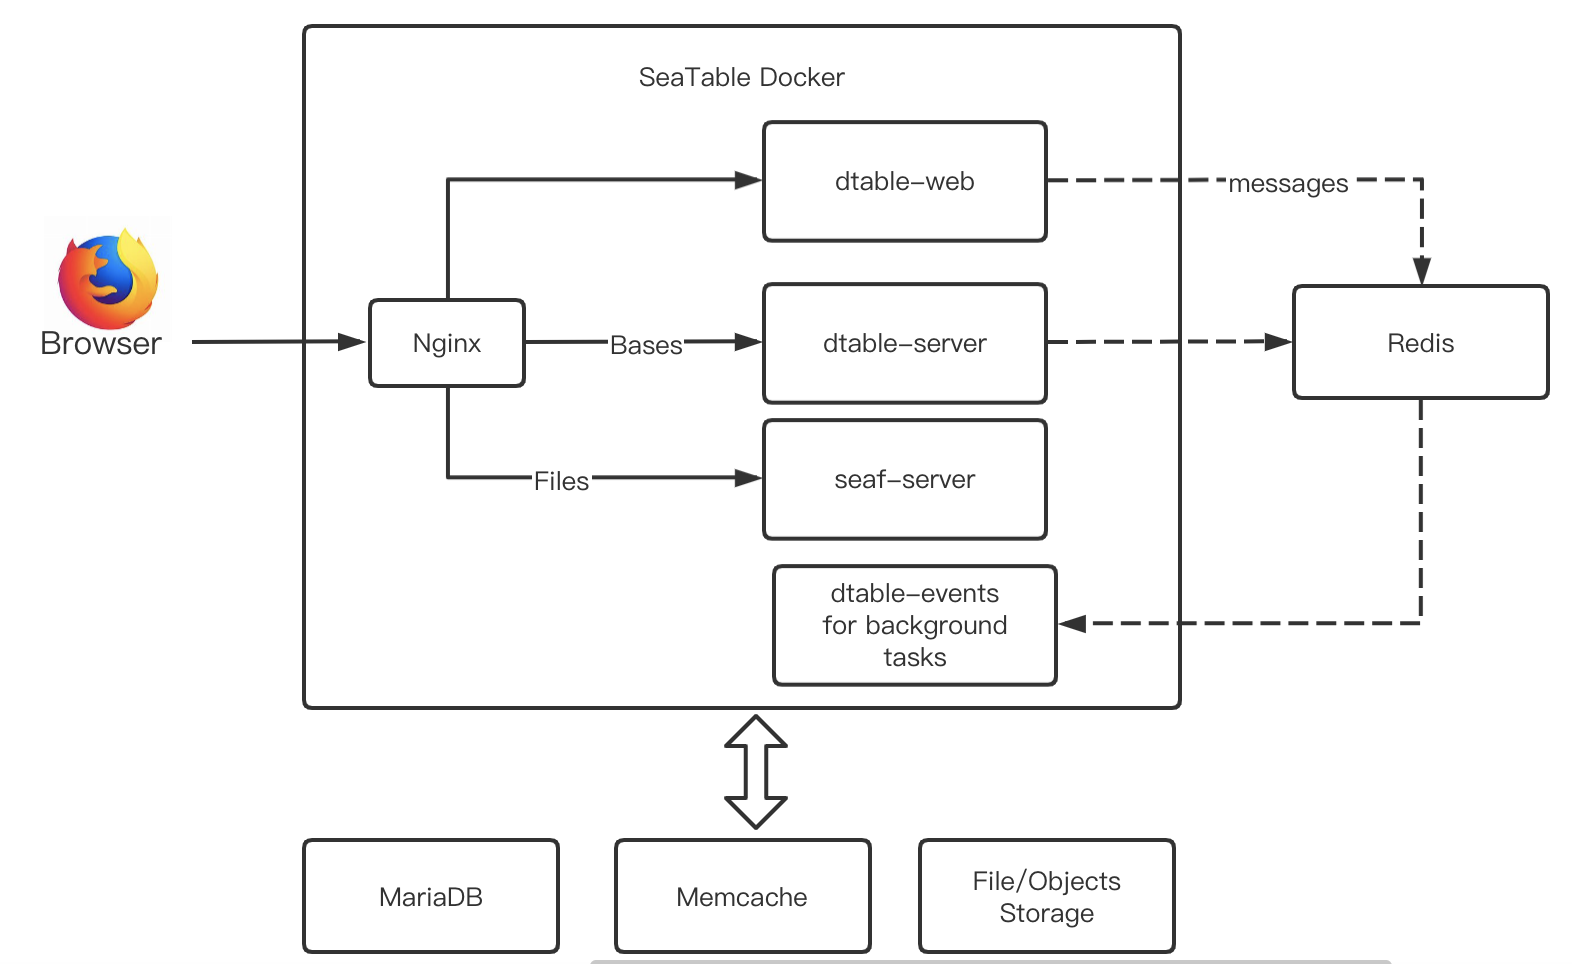 SeaTable Docker
dtable-web
messages
Browser
Nginx
Bases
dtable-server
Redis
Files
seaf-server
dtable-events
for background
tasks
MariaDB
Memcache
File/Objects
Storage